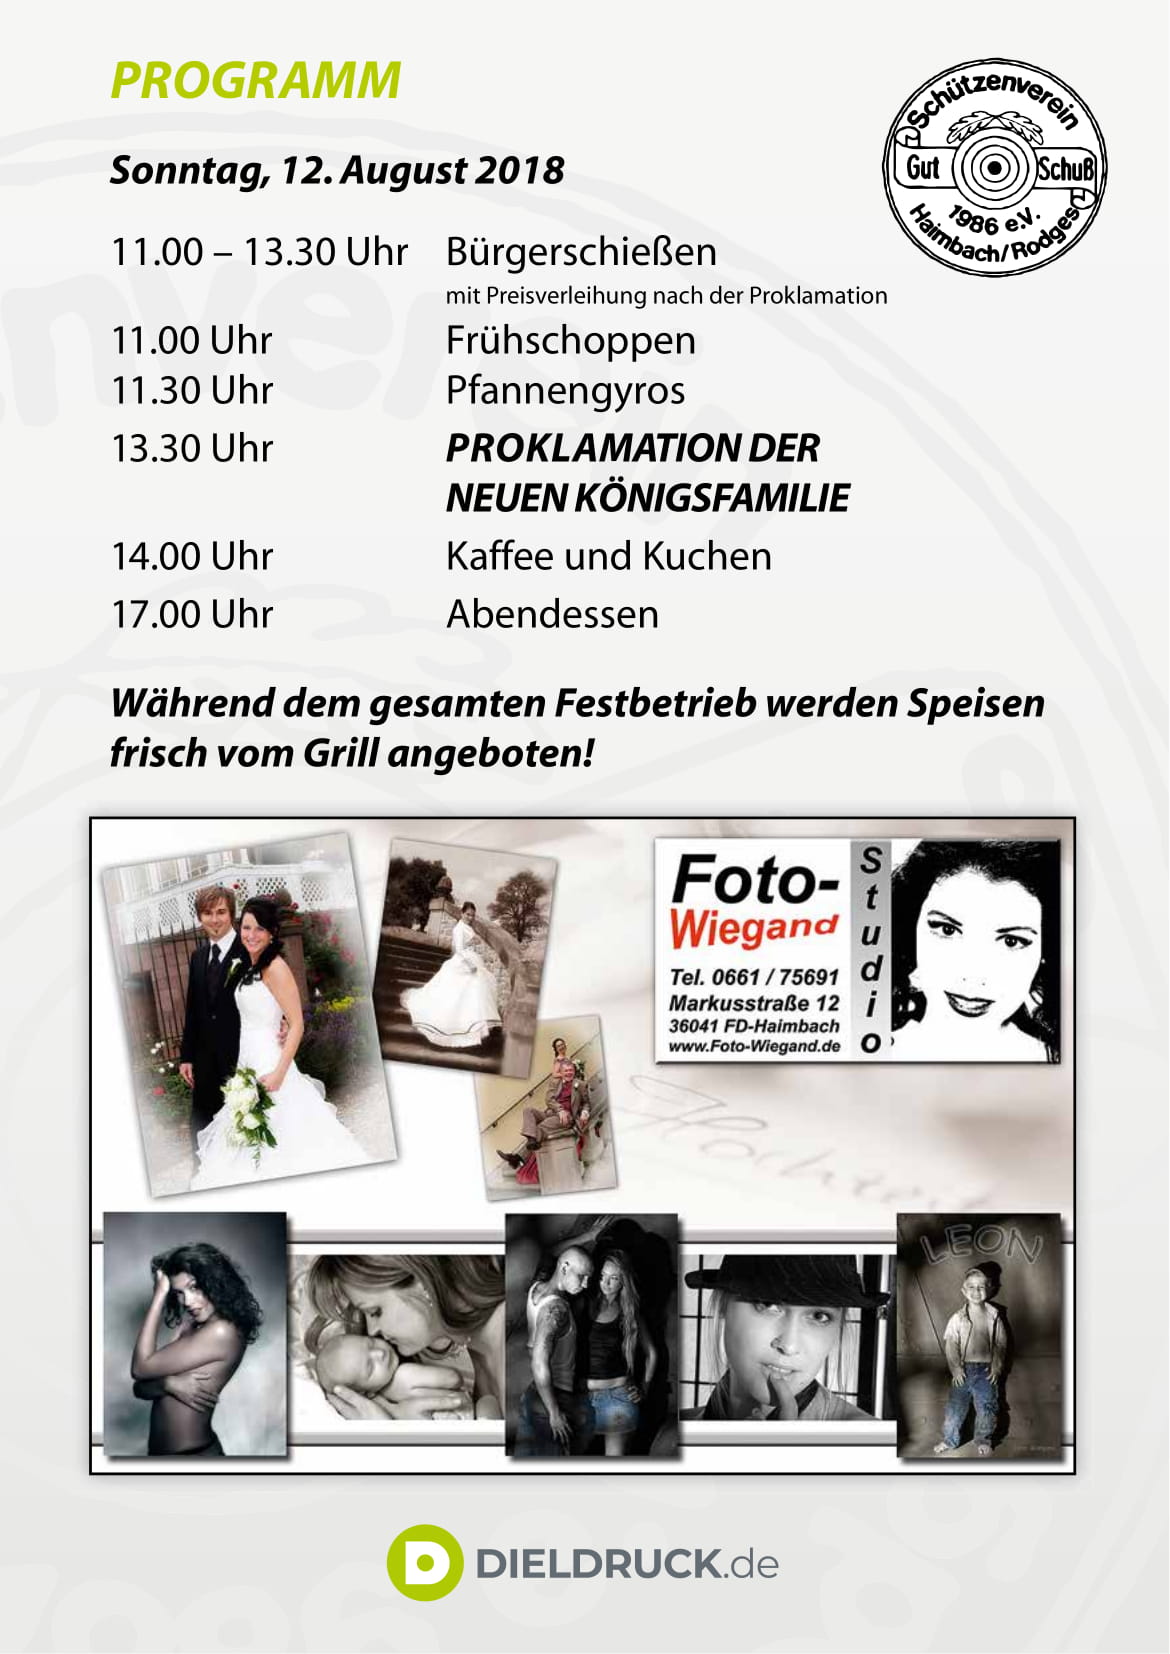 PROGRAMM
Sonntag, 12. August 2018
11.00 – 13.30 Uhr Bürgerschießen
mit Preisverleihung nach der Proklamation
11.00 Uhr Frühschoppen
11.30 Uhr Pfannengyros
13.30 Uhr PROKLAMATION DER
NEUEN KÖNIGSFAMILIE
14.00 Uhr Kaffee und Kuchen
17.00 Uhr Abendessen
Während dem gesamten Festbetrieb werden Speisen
frisch vom Grill angeboten!
Schützenverein
Gut Schuß
1986 e.V.
Haimbach/Rodges
Foto-
Wiegand
Studio
Tel. 0661 / 75691
Markusstraße 12
36041 FD-Haimbach
www.Foto-Wiegand.de
Hochzeit
LEON
DIELDRUCK.de